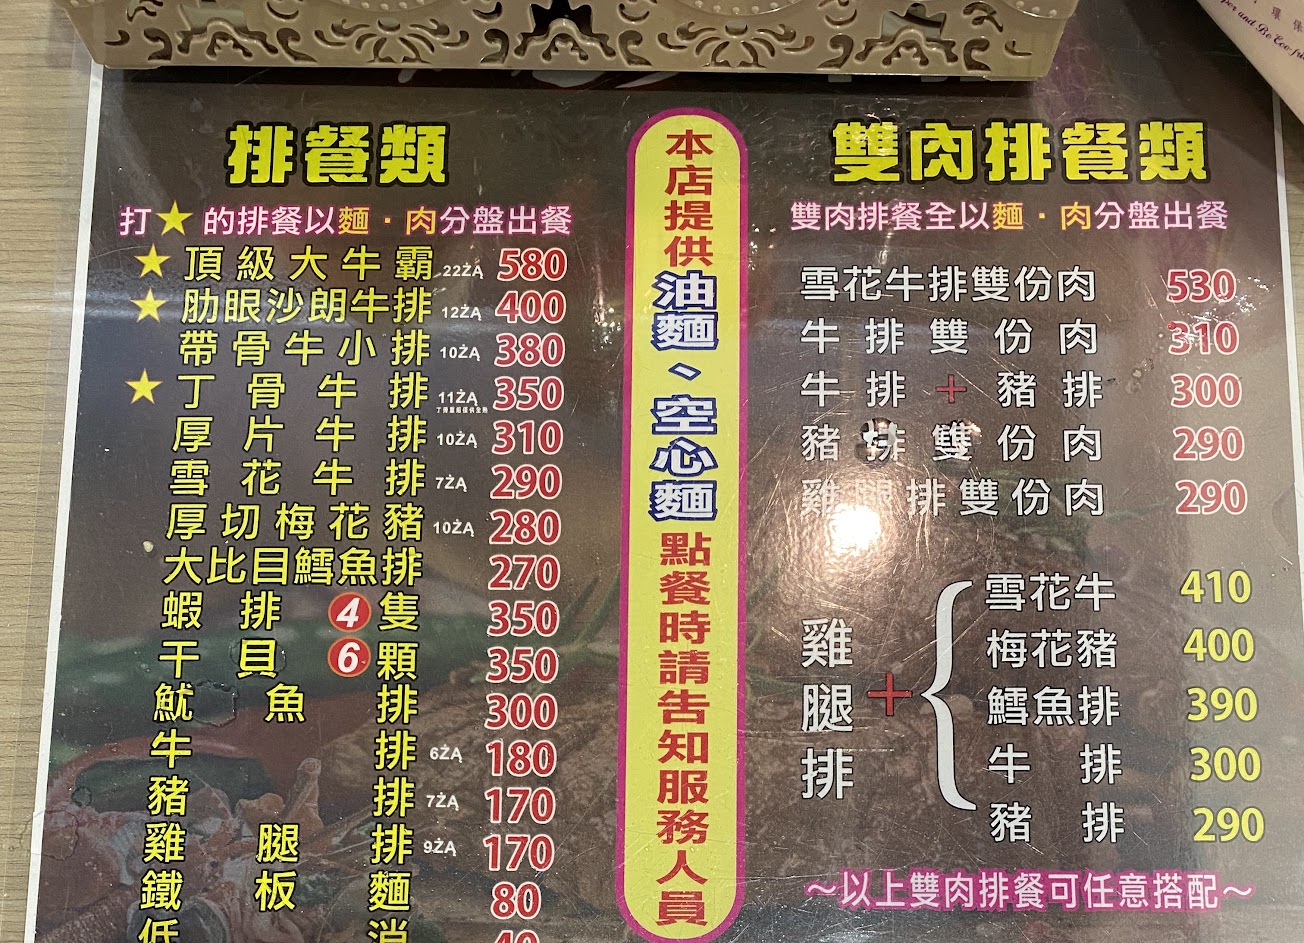 排餐類
打★的排餐以麵·肉分盤出餐
★頂級大牛霸 22ŻĄ 580
★肋眼沙朗牛排 12ŻĄ 400
帶骨牛小排 10ŻĄ 380
★丁骨牛排 11ŻĄ 350
厚片牛排 10ŻĄ 310
雪花牛排 7ŻĄ 290
厚切梅花豬 10ŻĄ 280
大比目鱈魚排 270
蝦排4隻 350
干貝6顆 350
魷魚排 300
牛排 6ŻĄ 180
豬排 7ŻĄ 170
雞腿排 9ŻĄ 170
鐵板麵 80
低消 40
本店提供油麵、空心麵點餐時請告知服務人員
雙肉排餐類
雙肉排餐全以麵·肉分盤出餐
雪花牛排雙份肉 530
牛排雙份肉 310
牛排+豬排 300
豬排雙份肉 290
雞腿排雙份肉 290
雞腿排+
雪花牛 410
梅花豬 400
鱈魚排 390
牛排 300
豬排 290
～以上雙肉排餐可任意搭配～
環保
per and Be Eco-fri